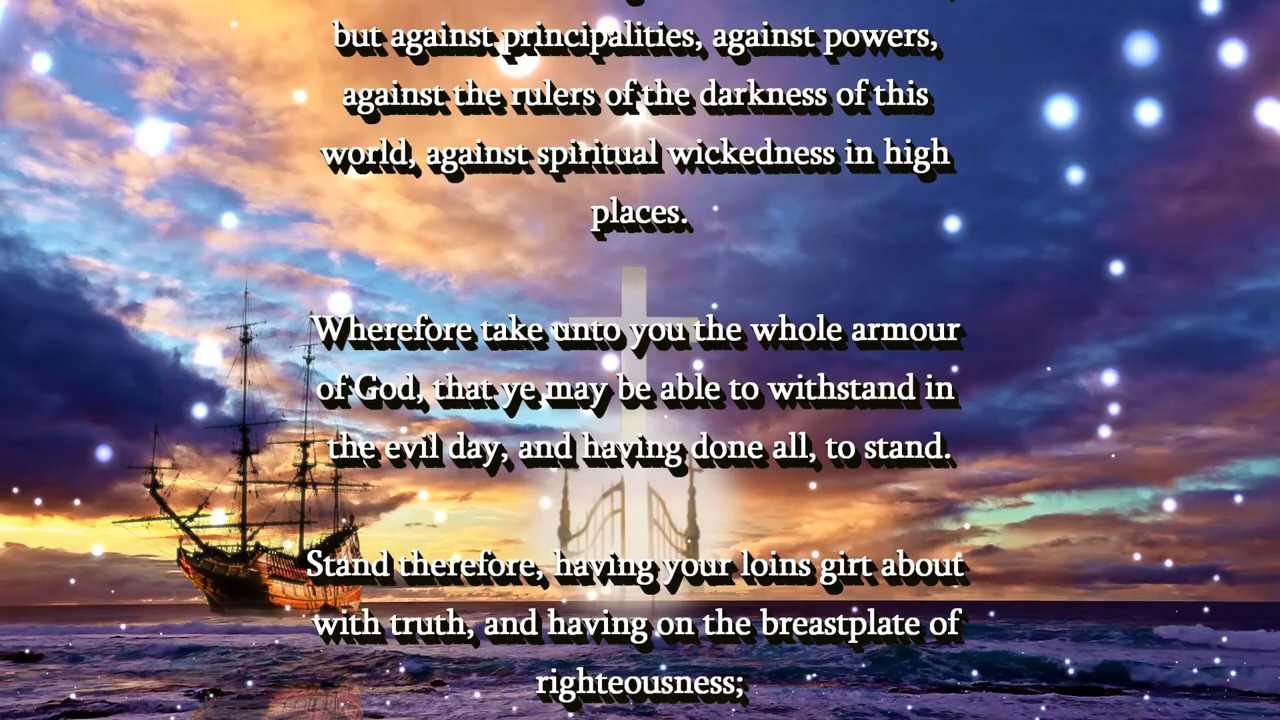 but against principalities, against powers,
against the rulers of the darkness of this
world, against spiritual wickedness in high
places.
Wherefore take unto you the whole armour
of God, that ye may be able to withstand in
the evil day, and having done all, to stand.
Stand therefore, having your loins girt about
with truth, and having on the breastplate of
righteousness;